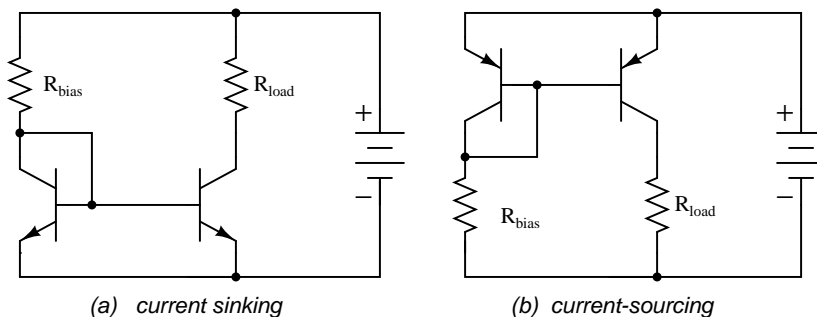 R_bias
R_load
+
−
(a) current sinking
+
−
R_bias
R_load
(b) current-sourcing